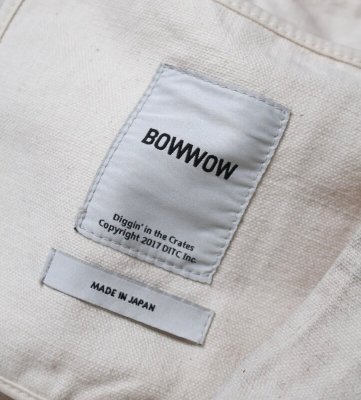 BOWWOW
Diggin' in the Crates
Copyright 2017 DITC Inc.
MADE IN JAPAN